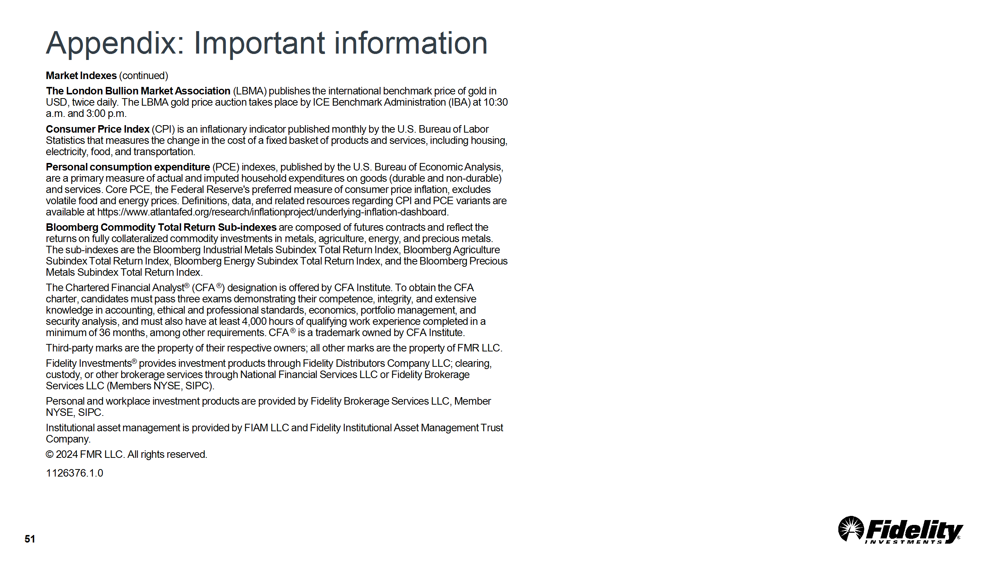 Appendix: Important information
Market Indexes (continued)
The London Bullion Market Association (LBMA) publishes the international benchmark price of gold in
USD, twice daily. The LBMA gold price auction takes place by ICE Benchmark Administration (IBA) at 10:30
a.m. and 3:00 p.m.
Consumer Price Index (CPI) is an inflationary indicator published monthly by the U.S. Bureau of Labor
Statistics that measures the change in the cost of a fixed basket of products and services, including housing,
electricity, food, and transportation.
Personal consumption expenditure (PCE) indexes, published by the U.S. Bureau of Economic Analysis,
are a primary measure of actual and imputed household expenditures on goods (durable and non-durable)
and services. Core PCE, the Federal Reserve's preferred measure of consumer price inflation, excludes
volatile food and energy prices. Definitions, data, and related resources regarding CPI and PCE variants are
available at https://www.atlantafed.org/research/inflationproject/underlying-inflation-dashboard.
Bloomberg Commodity Total Return Sub-indexes are composed of futures contracts and reflect the
returns on fully collateralized commodity investments in metals, agriculture, energy, and precious metals.
The sub-indexes are the Bloomberg Industrial Metals Subindex Total Return Index, Bloomberg Agriculture
Subindex Total Return Index, Bloomberg Energy Subindex Total Return Index, and the Bloomberg Precious
Metals Subindex Total Return Index.
The Chartered Financial Analyst® (CFA ®) designation is offered by CFA Institute. To obtain the CFA
charter, candidates must pass three exams demonstrating their competence, integrity, and extensive
knowledge in accounting, ethical and professional standards, economics, portfolio management, and
security analysis, and must also have at least 4,000 hours of qualifying work experience completed in a
minimum of 36 months, among other requirements. CFA ® is a trademark owned by CFA Institute.
Third-party marks are the property of their respective owners; all other marks are the property of FMR LLC.
Fidelity Investments® provides investment products through Fidelity Distributors Company LLC; clearing,
custody, or other brokerage services through National Financial Services LLC or Fidelity Brokerage
Services LLC (Members NYSE, SIPC).
Personal and workplace investment products are provided by Fidelity Brokerage Services LLC, Member
NYSE, SIPC.
Institutional asset management is provided by FIAM LLC and Fidelity Institutional Asset Management Trust
Company.
© 2024 FMR LLC. All rights reserved.
1126376.1.0
51
Fidelity
INVESTMENTS®